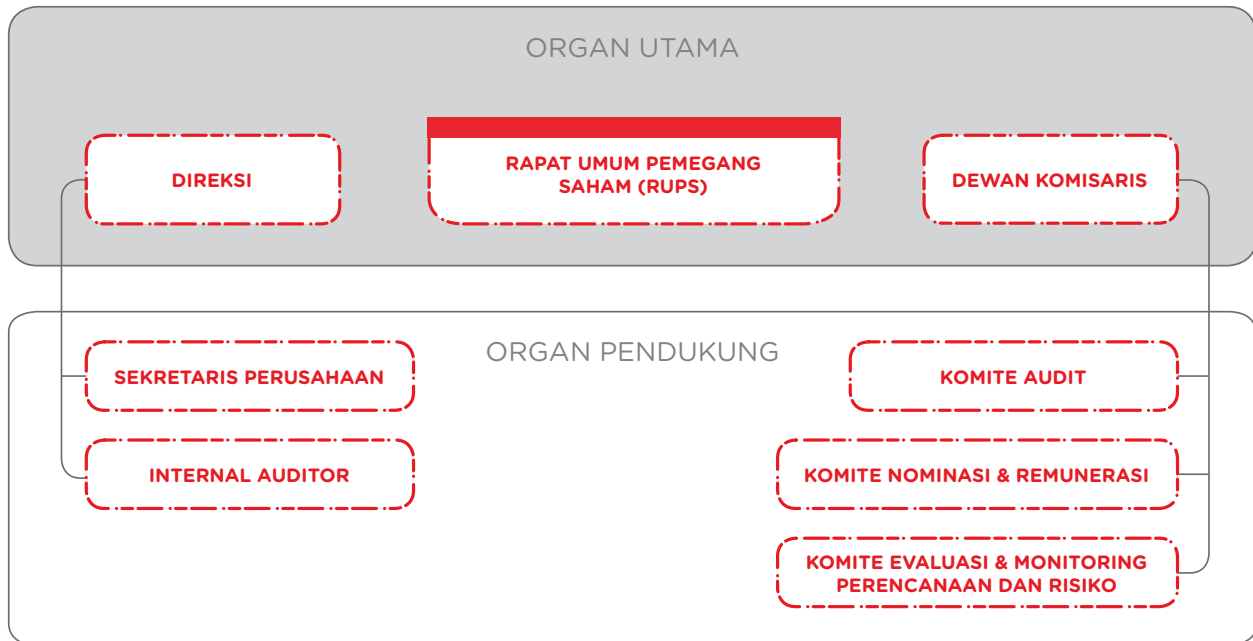 ORGAN UTAMA
DIREKSI
RAPAT UMUM PEMEGANG
SAHAM (RUPS)
DEWAN KOMISARIS
ORGAN PENDUKUNG
SEKRETARIS PERUSAHAAN
KOMITE AUDIT
INTERNAL AUDITOR
KOMITE NOMINASI & REMUNERASI
KOMITE EVALUASI & MONITORING
PERENCANAAN DAN RISIKO